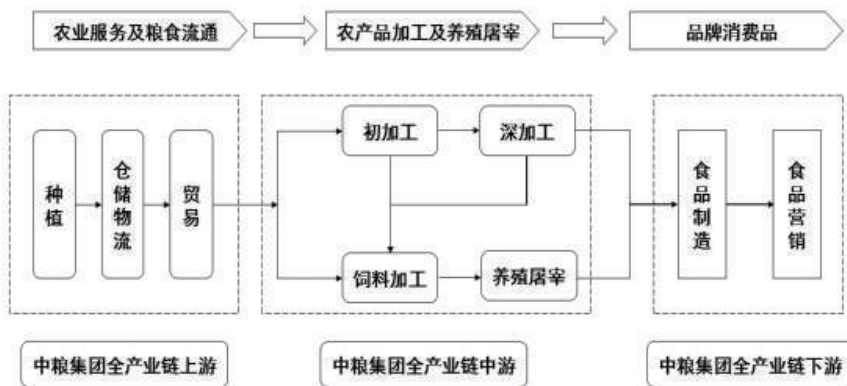 农业服务及粮食流通
农产品加工及养殖屠宰
品牌消费品
种植
仓储物流
贸易
初加工
深加工
饲料加工
养殖屠宰
食品制造
食品营销
中粮集团全产业链上游
中粮集团全产业链中游
中粮集团全产业链下游